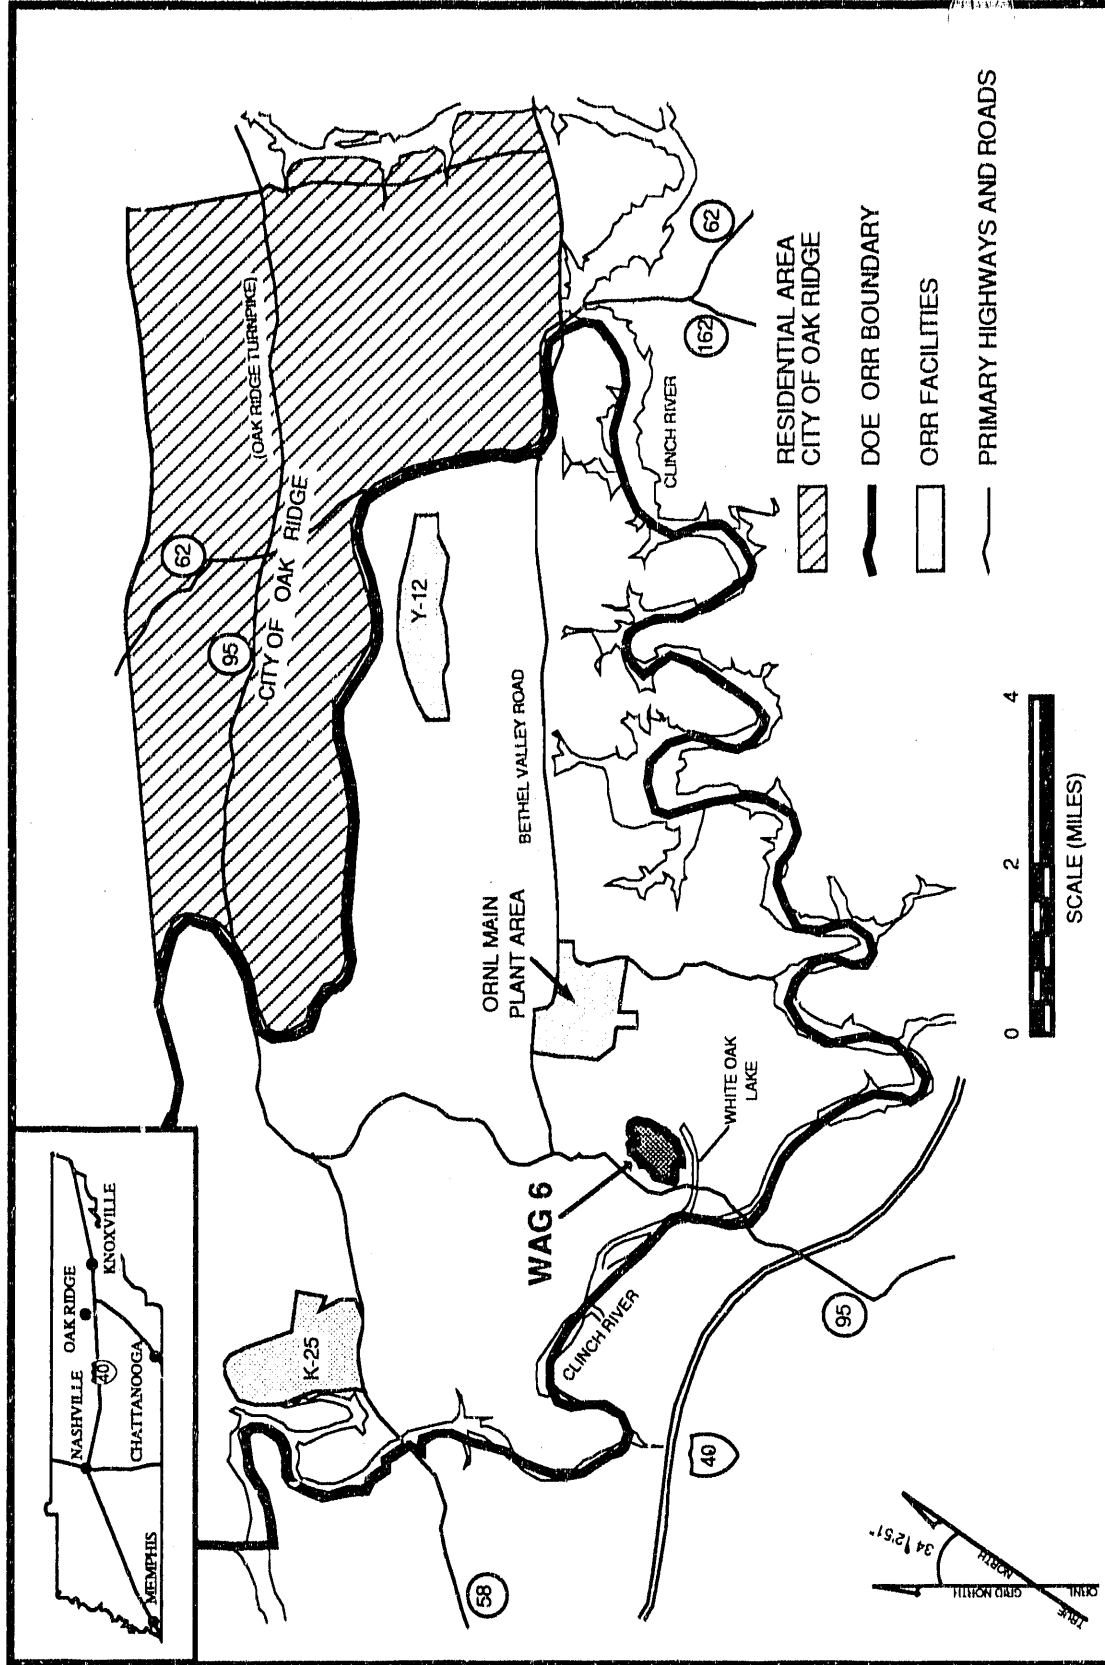 NASHVILLE
OAK RIDGE
KNOXVILLE
40
CHATTANOOGA
MEMPHIS
62
(OAK RIDGE TURNPIKE)
95
CITY OF OAK RIDGE
Y-12
K-25
BETHEL VALLEY ROAD
ORNL MAIN
PLANT AREA
WAG 6
WHITE OAK
LAKE
CLINCH RIVER
CLINCH RIVER
58
40
95
62
162
34°12'51"
TRUE NORTH
ORNL GRID NORTH
0
2
4
SCALE (MILES)
RESIDENTIAL AREA
CITY OF OAK RIDGE
DOE ORR BOUNDARY
ORR FACILITIES
PRIMARY HIGHWAYS AND ROADS